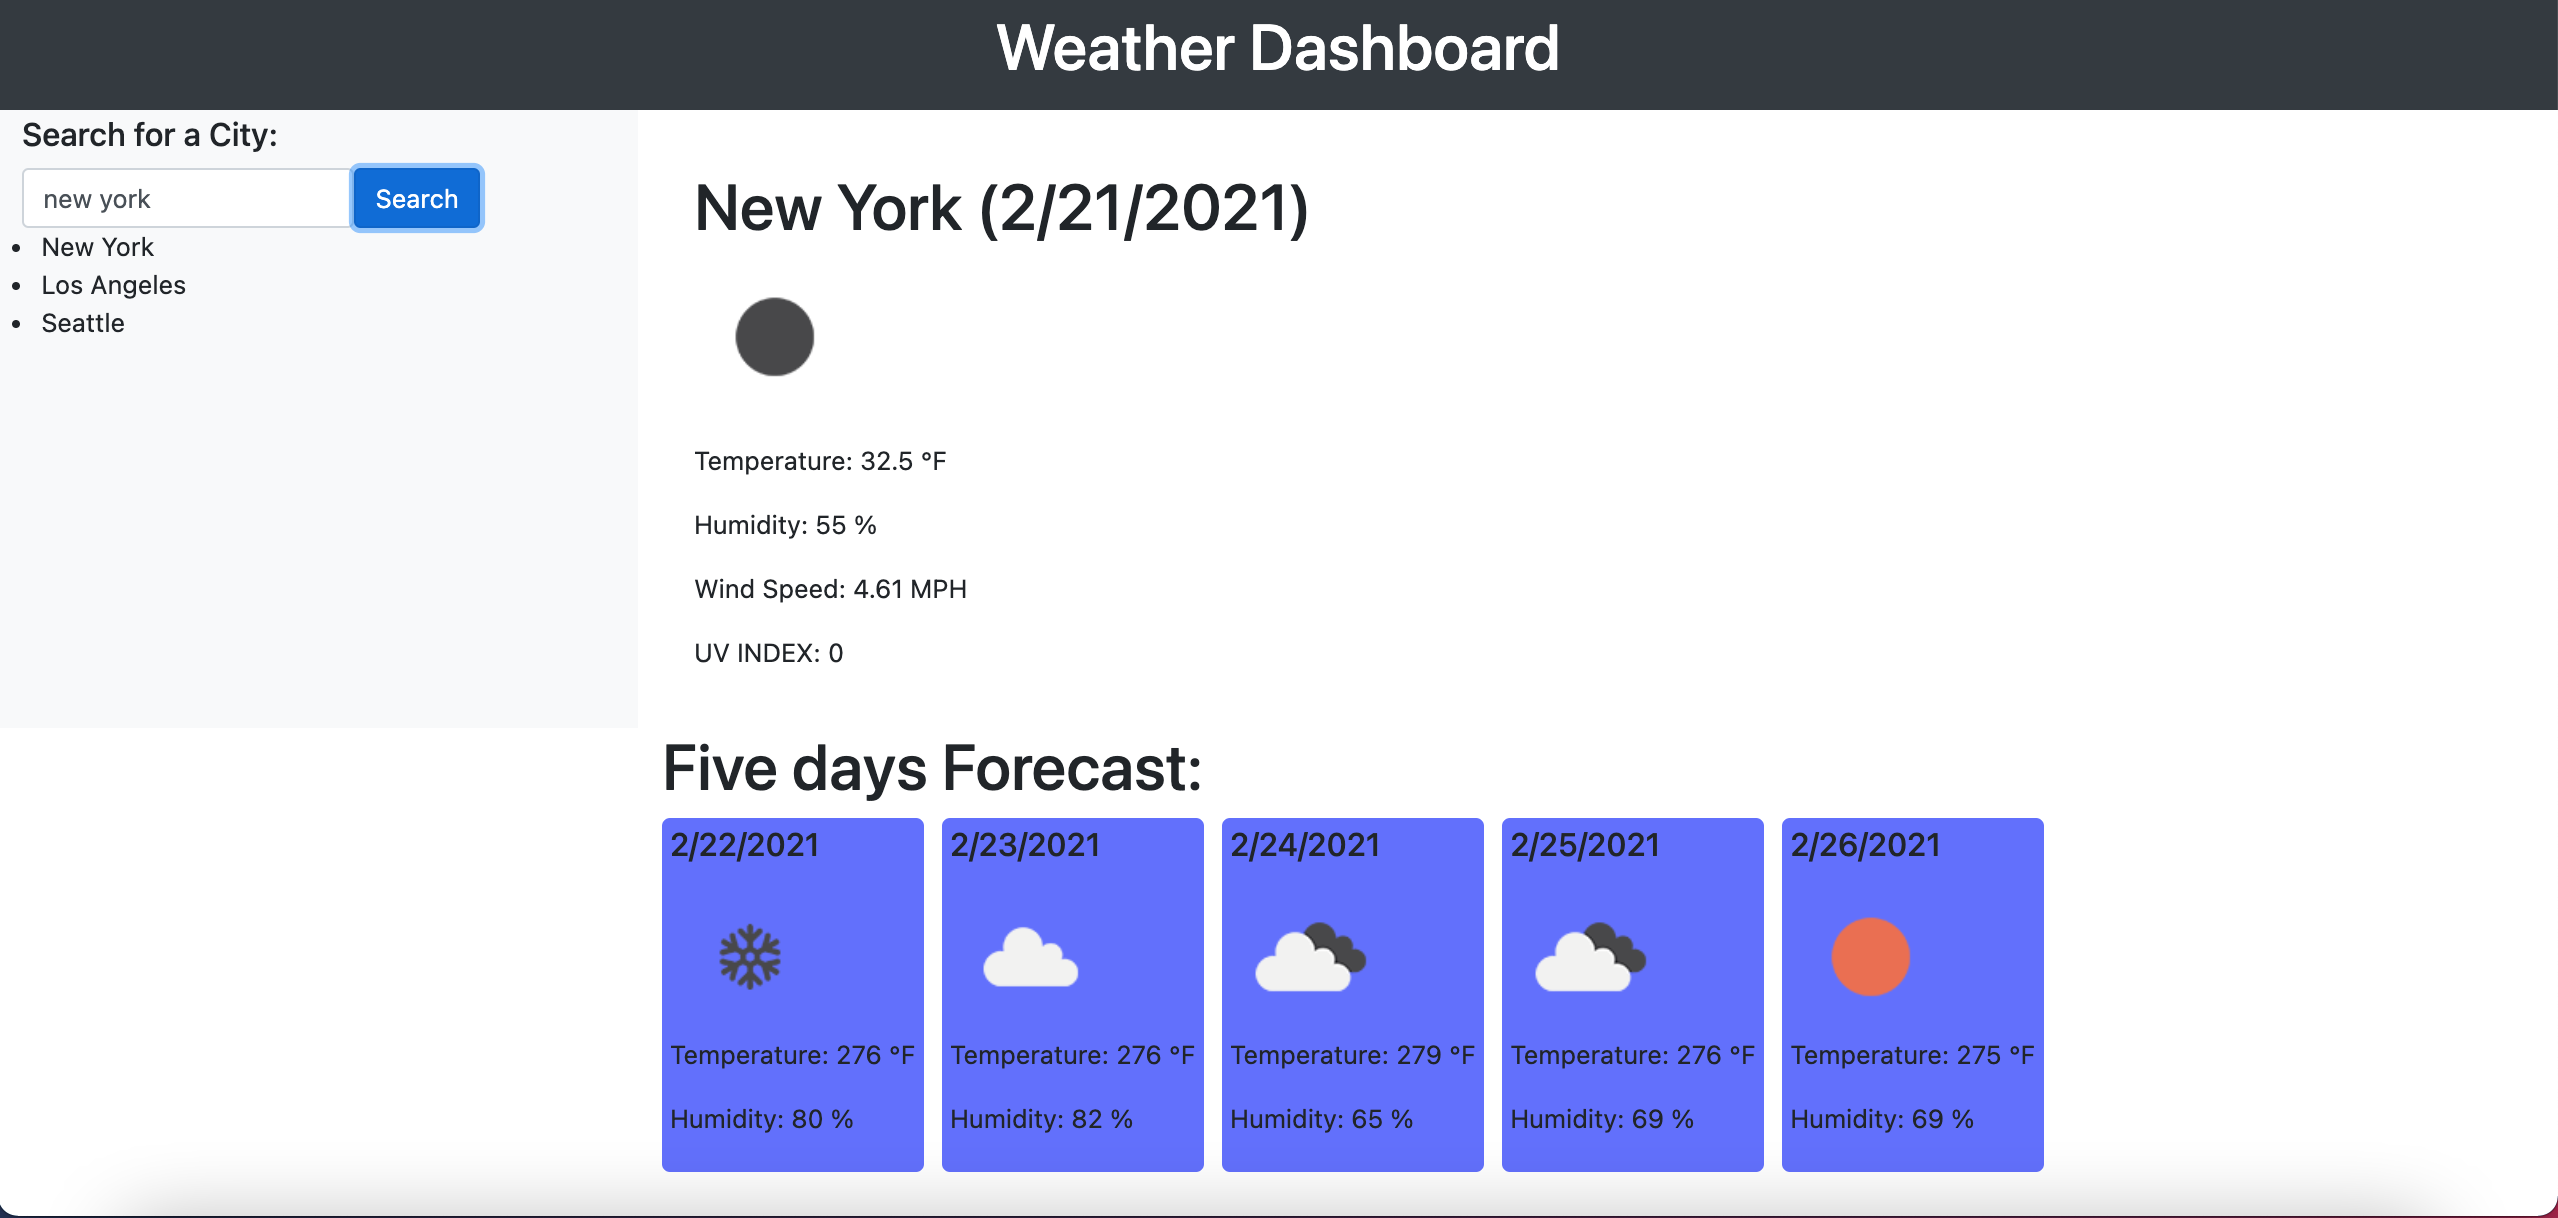 Weather Dashboard
Search for a City:
new york
Search
New York
Los Angeles
Seattle
New York (2/21/2021)
Temperature: 32.5 °F
Humidity: 55 %
Wind Speed: 4.61 MPH
UV INDEX: 0
Five days Forecast:
2/22/2021
Temperature: 276 °F
Humidity: 80 %
2/23/2021
Temperature: 276 °F
Humidity: 82 %
2/24/2021
Temperature: 279 °F
Humidity: 65 %
2/25/2021
Temperature: 276 °F
Humidity: 69 %
2/26/2021
Temperature: 275 °F
Humidity: 69 %